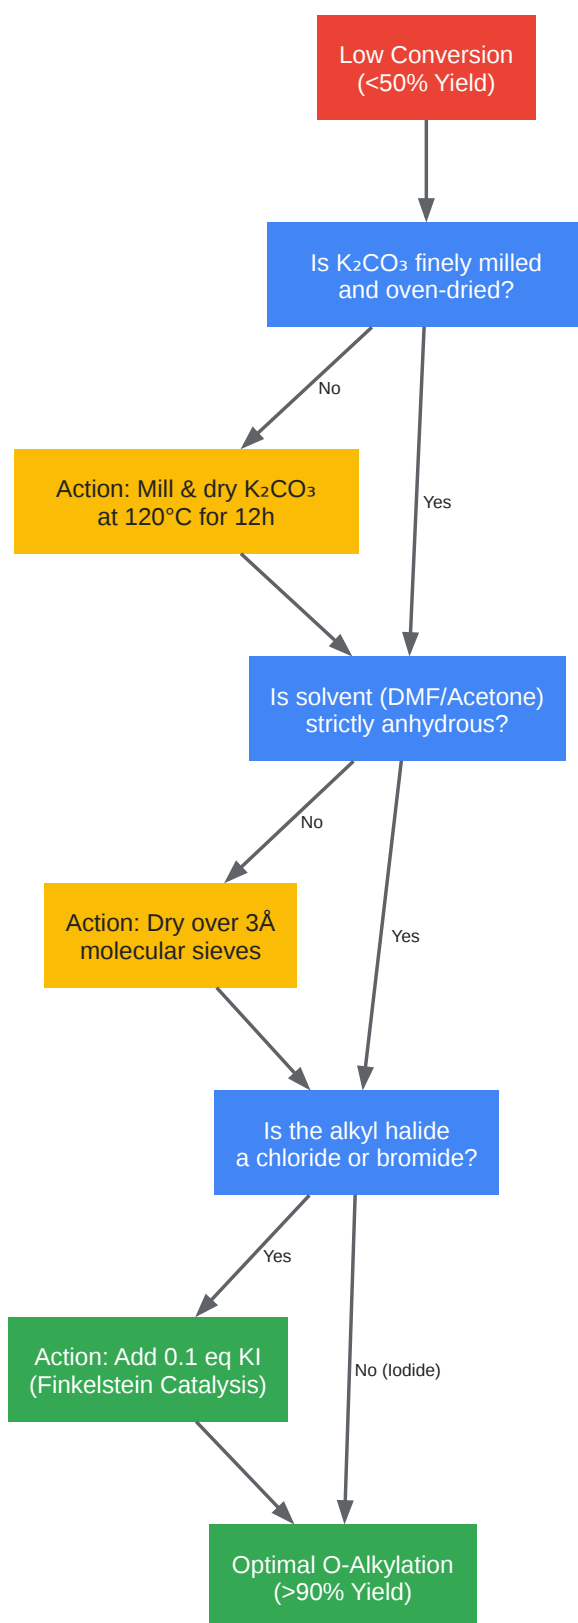 Low Conversion
(<50% Yield)
Is K₂CO₃ finely milled
and oven-dried?
No
Action: Mill & dry K₂CO₃
at 120°C for 12h
Yes
Is solvent (DMF/Acetone)
strictly anhydrous?
No
Action: Dry over 3Å
molecular sieves
Yes
Is the alkyl halide
a chloride or bromide?
Yes
Action: Add 0.1 eq KI
(Finkelstein Catalysis)
No (Iodide)
Optimal O-Alkylation
(>90% Yield)